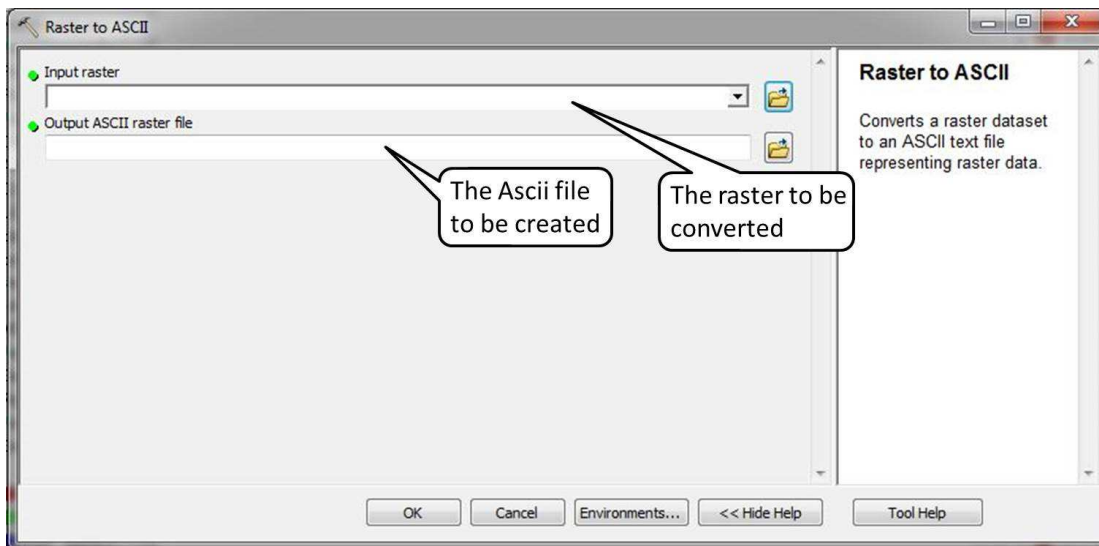 Raster to ASCII
Input raster
Output ASCII raster file
The Ascii file
to be created
The raster to be
converted
Raster to ASCII
Converts a raster dataset
to an ASCII text file
representing raster data.
OK
Cancel
Environments...
<< Hide Help
Tool Help